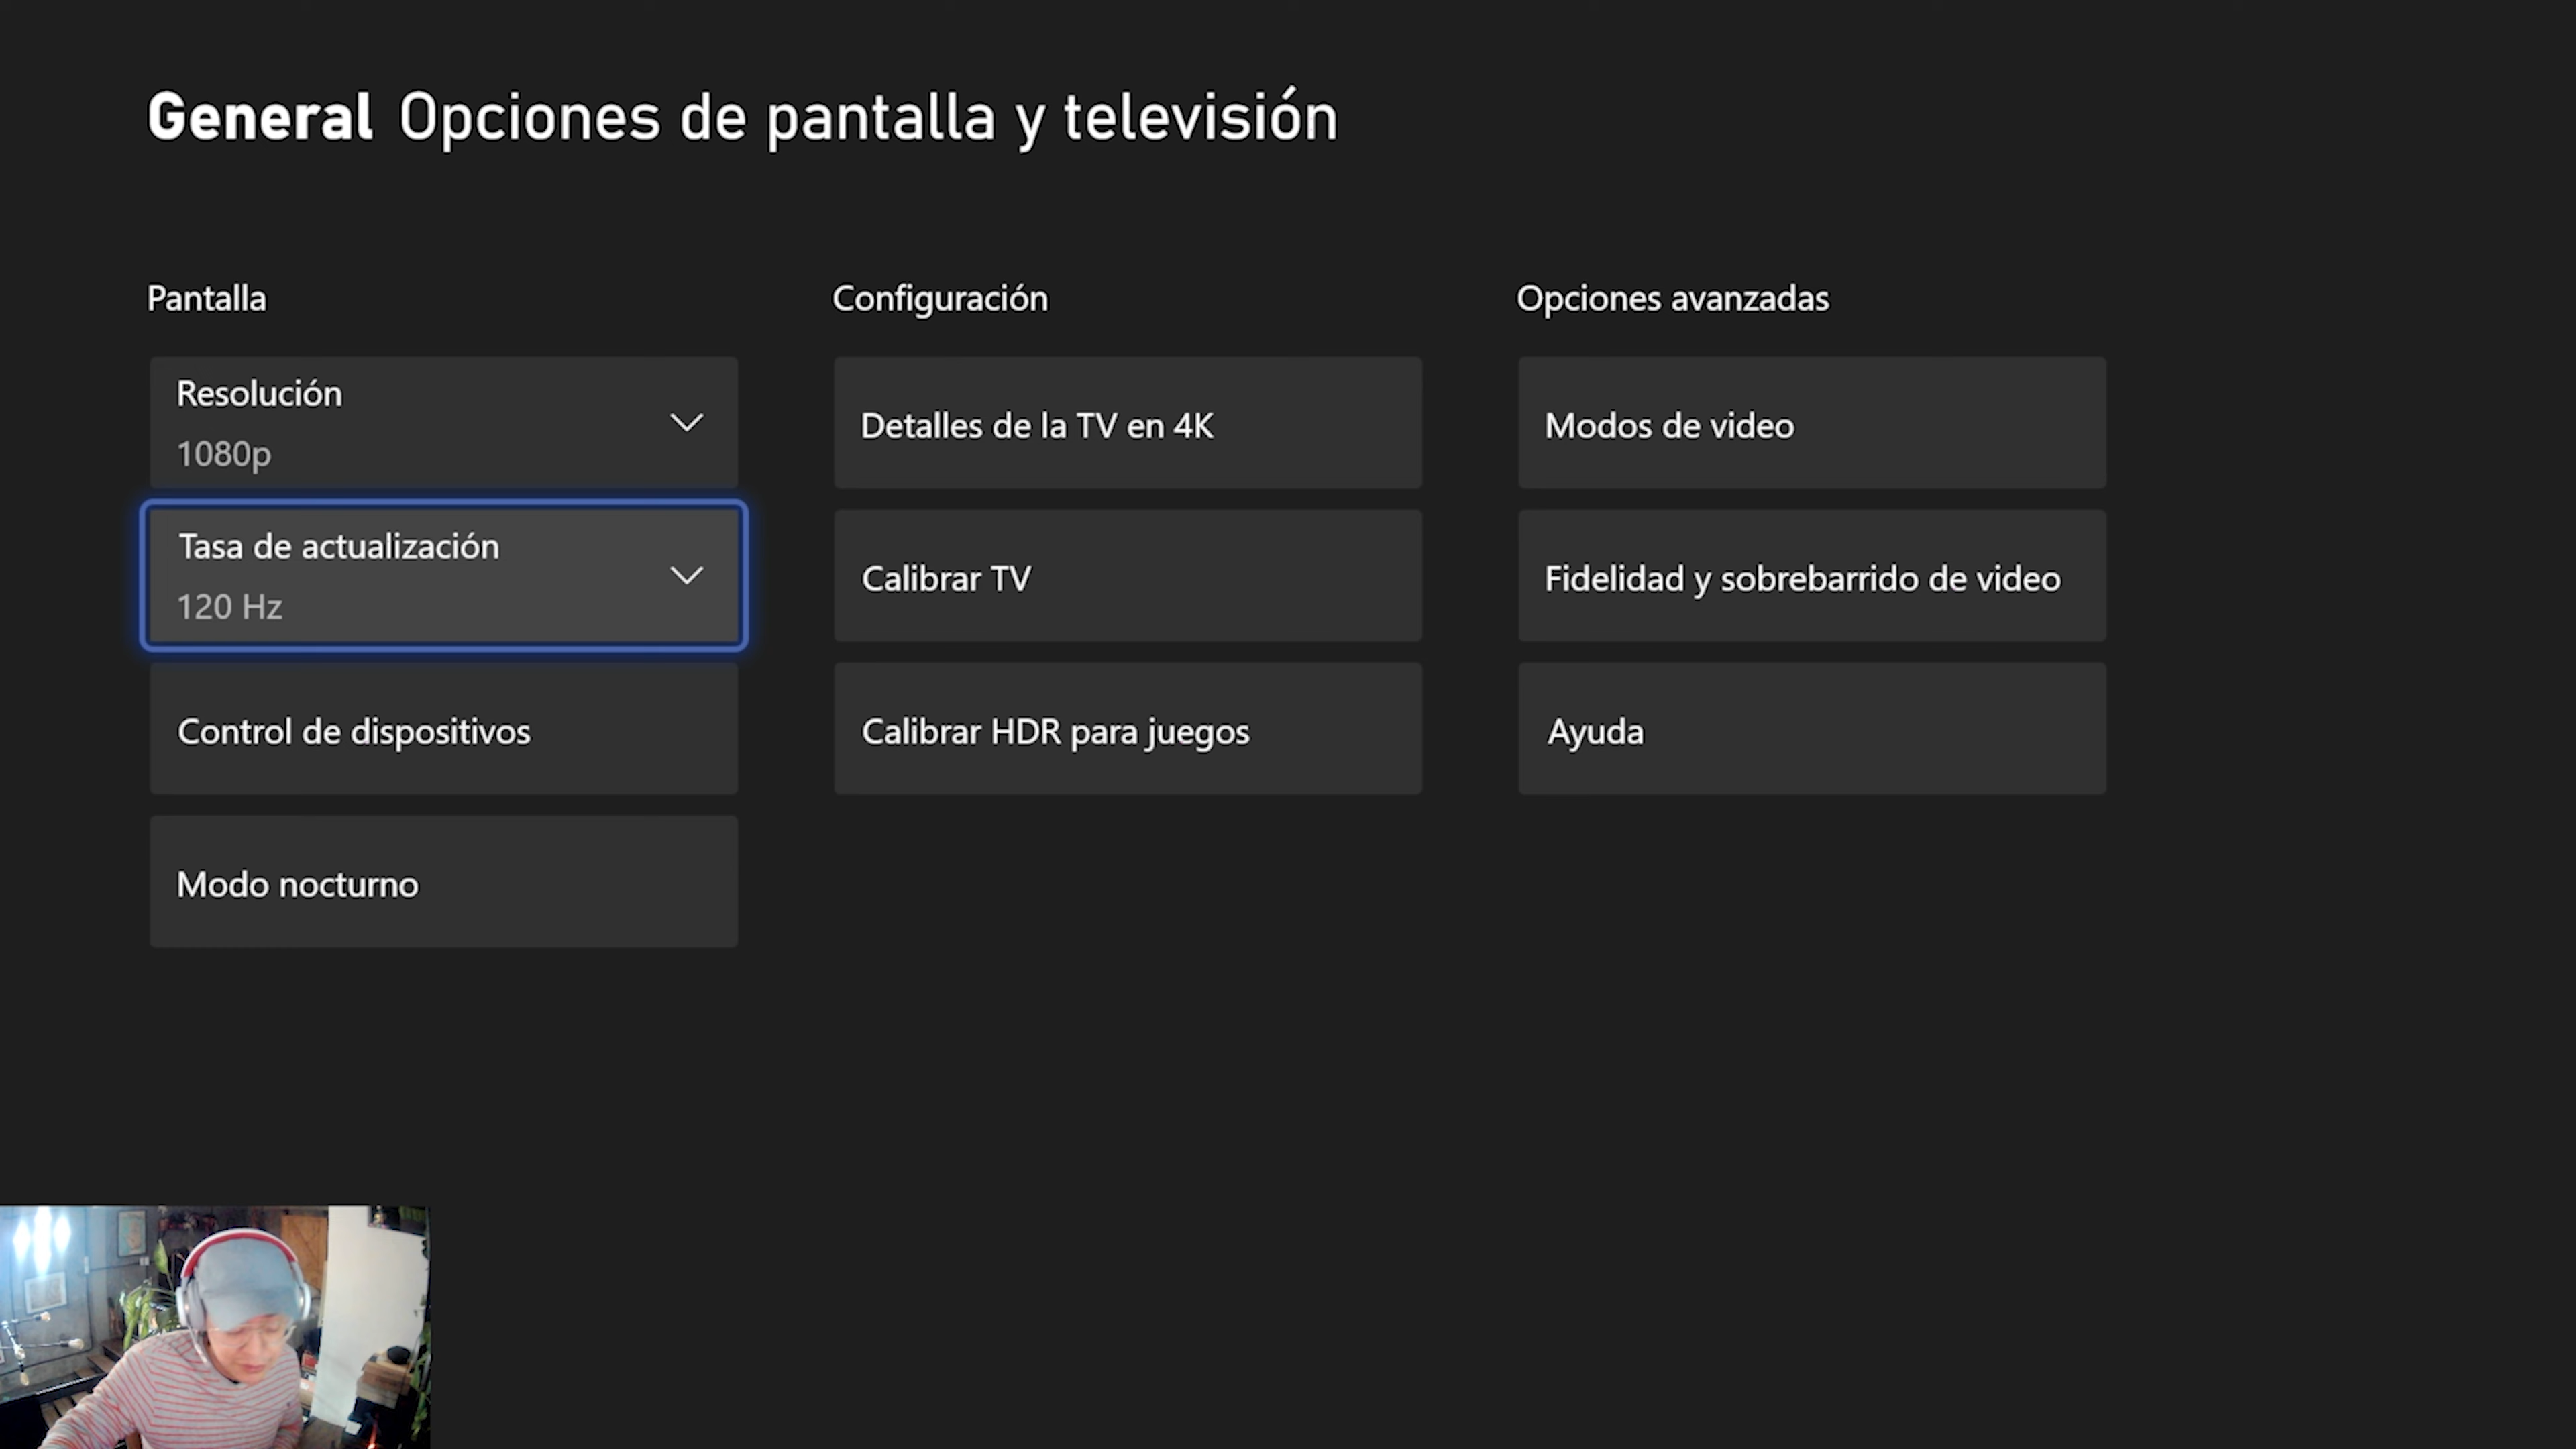 General Opciones de pantalla y televisión
Pantalla
Resolución
1080p
Tasa de actualización
120 Hz
Control de dispositivos
Modo nocturno
Configuración
Detalles de la TV en 4K
Calibrar TV
Calibrar HDR para juegos
Opciones avanzadas
Modos de video
Fidelidad y sobrebarrido de video
Ayuda